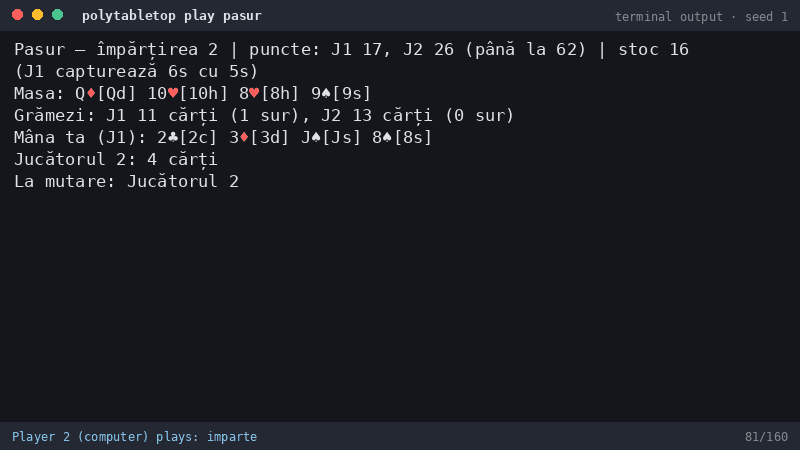 polytabletop play pasur
terminal output · seed 1
Pasur — împărțirea 2 | puncte: J1 17, J2 26 (până la 62) | stoc 16
(J1 capturează 6s cu 5s)
Masa: Q♦[Qd] 10♥[10h] 8♥[8h] 9♠[9s]
Grămezi: J1 11 cărți (1 sur), J2 13 cărți (0 sur)
Mâna ta (J1): 2♣[2c] 3♦[3d] J♠[Js] 8♠[8s]
Jucătorul 2: 4 cărți
La mutare: Jucătorul 2
Player 2 (computer) plays: imparte
81/160